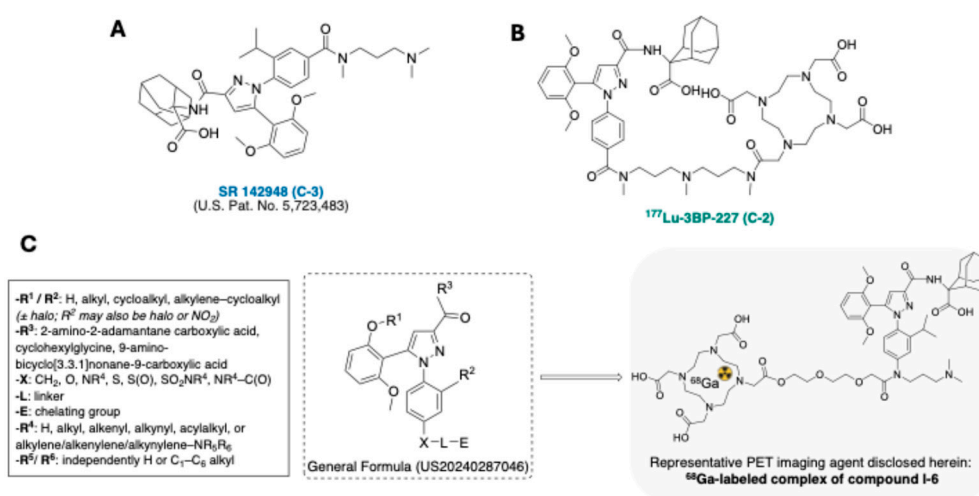 A
SR 142948 (C-3)
(U.S. Pat. No. 5,723,483)
B
¹⁷⁷Lu-3BP-227 (C-2)
C
-R¹ / R²: H, alkyl, cycloalkyl, alkylene–cycloalkyl
(± halo; R² may also be halo or NO₂)
-R³: 2-amino-2-adamantane carboxylic acid,
cyclohexylglycine, 9-amino-
bicyclo[3.3.1]nonane-9-carboxylic acid
-X: CH₂, O, NR⁴, S, S(O), SO₂NR⁴, NR⁴–C(O)
-L: linker
-E: chelating group
-R⁴: H, alkyl, alkenyl, alkynyl, acylalkyl, or
alkylene/alkenylene/alkynylene–NR₅R₆
-R⁵/ R⁶: independently H or C₁–C₆ alkyl
R³
O
O–R¹
N
N
R²
O
X–L–E
General Formula (US20240287046)
⁶⁸Ga
Representative PET imaging agent disclosed herein:
⁶⁸Ga-labeled complex of compound I-6